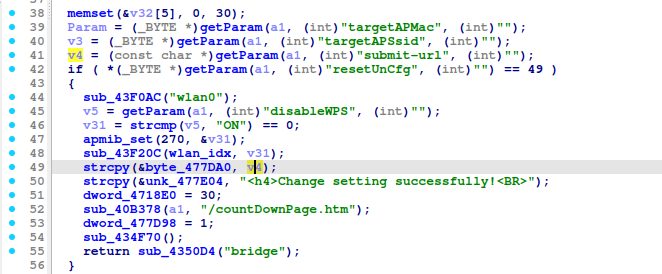 38 memset(&v32[5], 0, 30);
39 Param = (_BYTE *)getParam(a1, (int)"targetAPMac", (int)"");
40 v3 = (_BYTE *)getParam(a1, (int)"targetAPSsid", (int)"");
41 v4 = (const char *)getParam(a1, (int)"submit-url", (int)"");
42 if ( *(_BYTE *)getParam(a1, (int)"resetUnCfg", (int)"") == 49 )
43 {
44 sub_43F0AC("wlan0");
45 v5 = getParam(a1, (int)"disableWPS", (int)"");
46 v31 = strcmp(v5, "ON") == 0;
47 apmib_set(270, &v31);
48 sub_43F20C(wlan_idx, v31);
49 strcpy(&byte_477DA0, v4);
50 strcpy(&unk_477E04, "<h4>Change setting successfully!<BR>");
51 dword_4718E0 = 30;
52 sub_40B378(a1, "/countDownPage.htm");
53 dword_477D98 = 1;
54 sub_434F70();
55 return sub_4350D4("bridge");
56 }